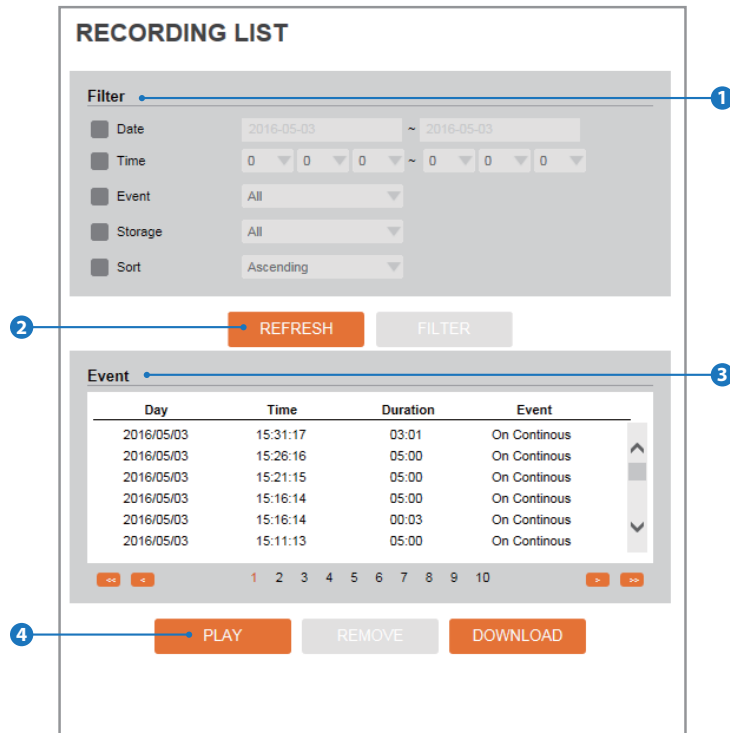 RECORDING LIST
Filter 1
Date 2016-05-03 ~ 2016-05-03
Time 0 0 0 ~ 0 0 0
Event All
Storage All
Sort Ascending
2 REFRESH FILTER
Event 3
Day Time Duration Event
2016/05/03 15:31:17 03:01 On Continous
2016/05/03 15:26:16 05:00 On Continous
2016/05/03 15:21:15 05:00 On Continous
2016/05/03 15:16:14 05:00 On Continous
2016/05/03 15:16:14 00:03 On Continous
2016/05/03 15:11:13 05:00 On Continous
<< < 1 2 3 4 5 6 7 8 9 10 > >>
4 PLAY REMOVE DOWNLOAD